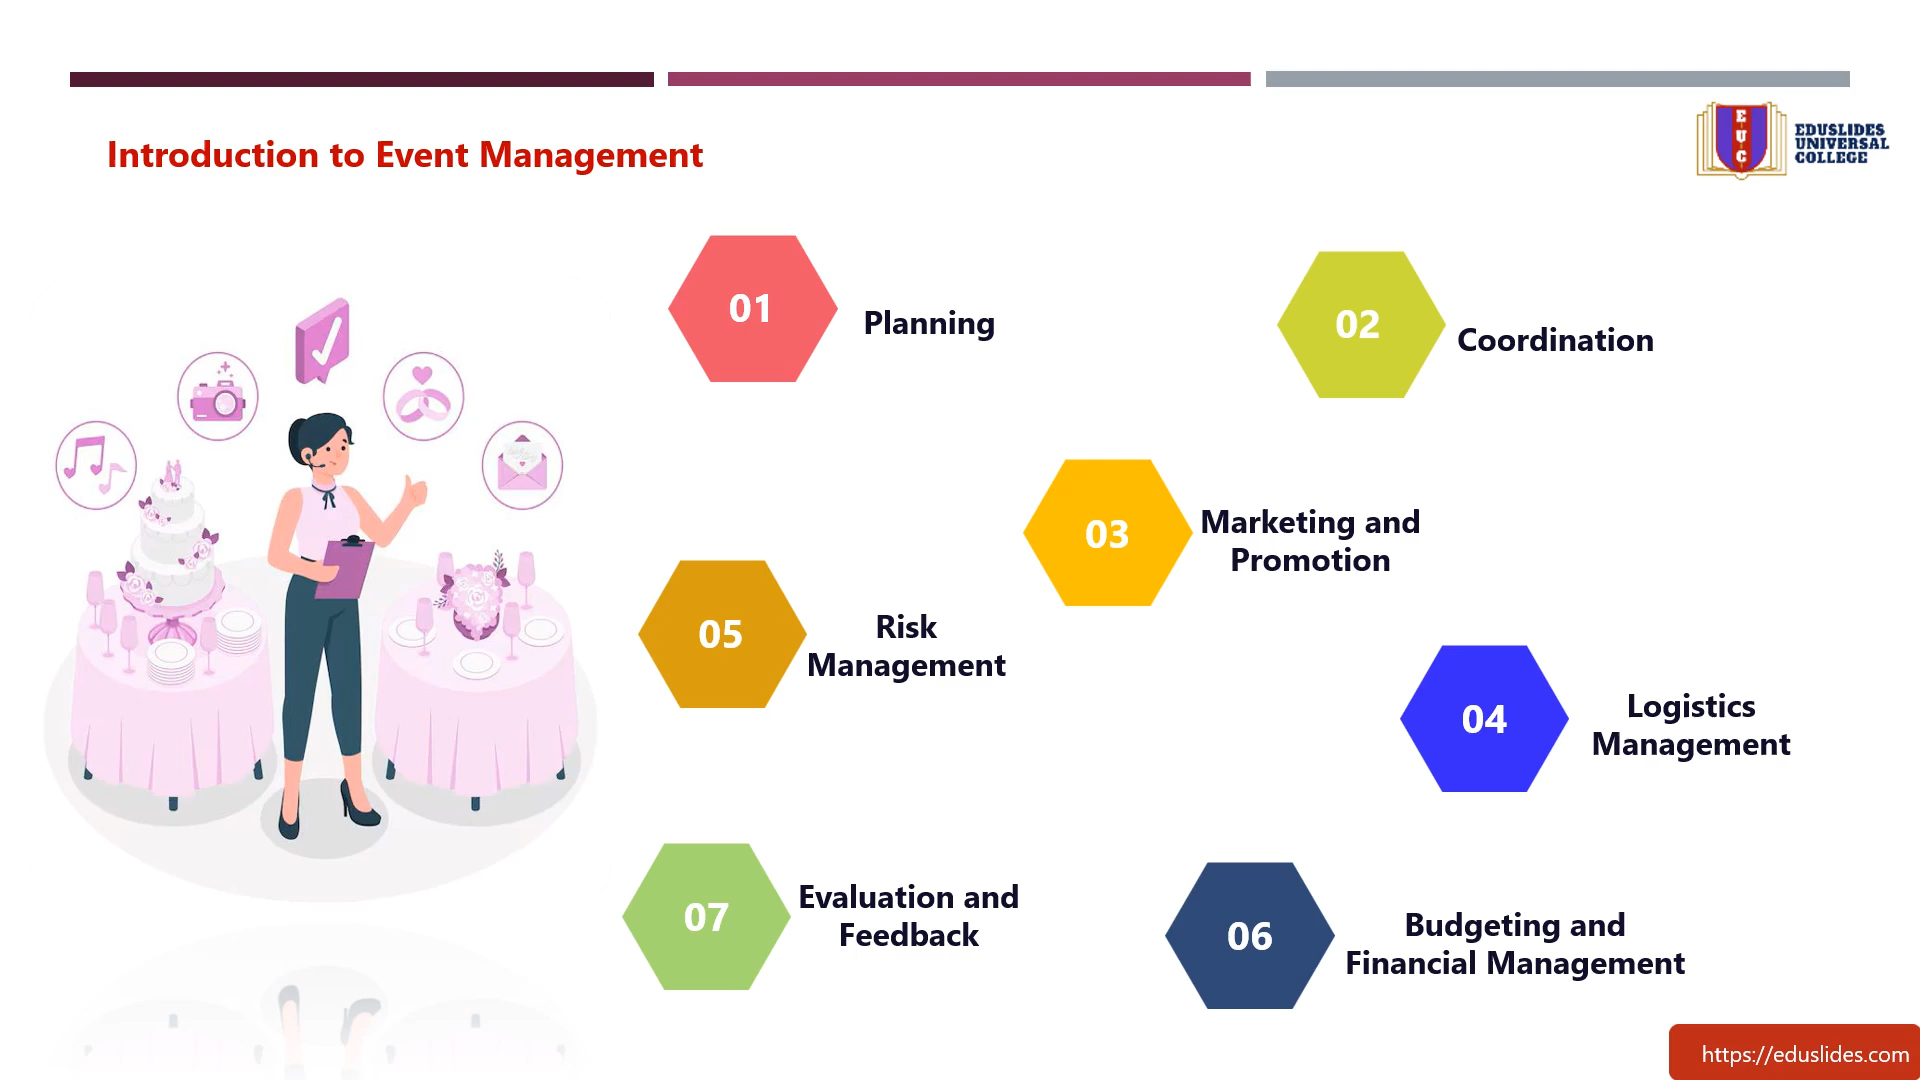 Introduction to Event Management
E
U
C
EDUSLIDES
UNIVERSAL
COLLEGE
01
Planning
02
Coordination
03
Marketing and
Promotion
04
Logistics
Management
05
Risk
Management
06
Budgeting and
Financial Management
07
Evaluation and
Feedback
https://eduslides.com